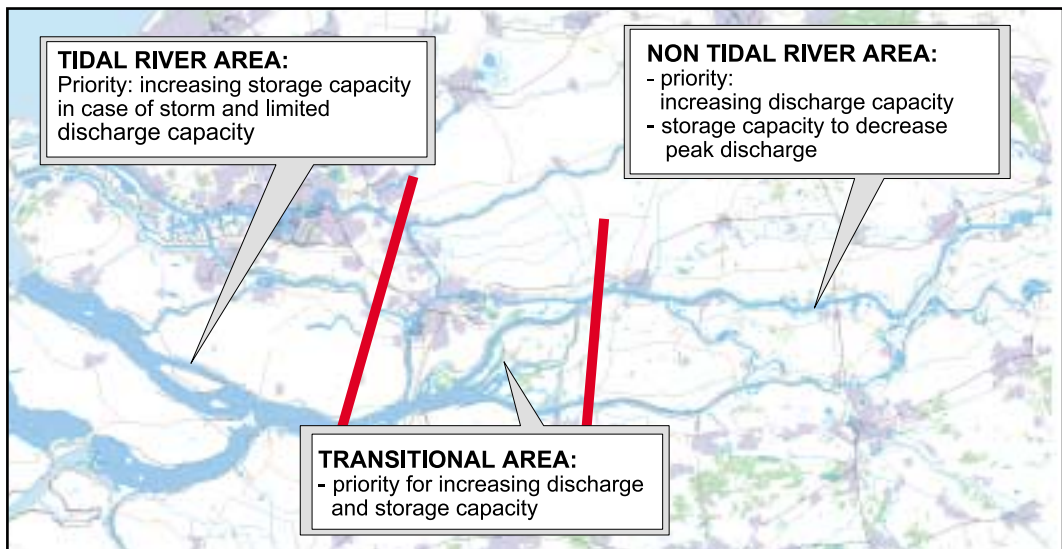 TIDAL RIVER AREA:
Priority: increasing storage capacity
in case of storm and limited
discharge capacity
NON TIDAL RIVER AREA:
- priority:
increasing discharge capacity
- storage capacity to decrease
peak discharge
TRANSITIONAL AREA:
- priority for increasing discharge
and storage capacity